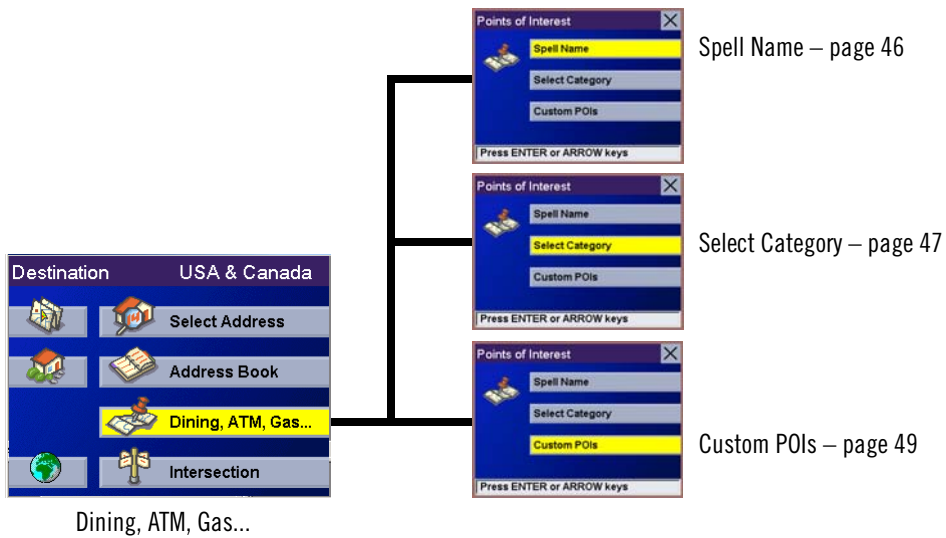 Points of Interest
Spell Name
Select Category
Custom POIs
Press ENTER or ARROW keys
Spell Name – page 46
Points of Interest
Spell Name
Select Category
Custom POIs
Press ENTER or ARROW keys
Select Category – page 47
Destination USA & Canada
Select Address
Address Book
Dining, ATM, Gas...
Intersection
Dining, ATM, Gas...
Points of Interest
Spell Name
Select Category
Custom POIs
Press ENTER or ARROW keys
Custom POIs – page 49